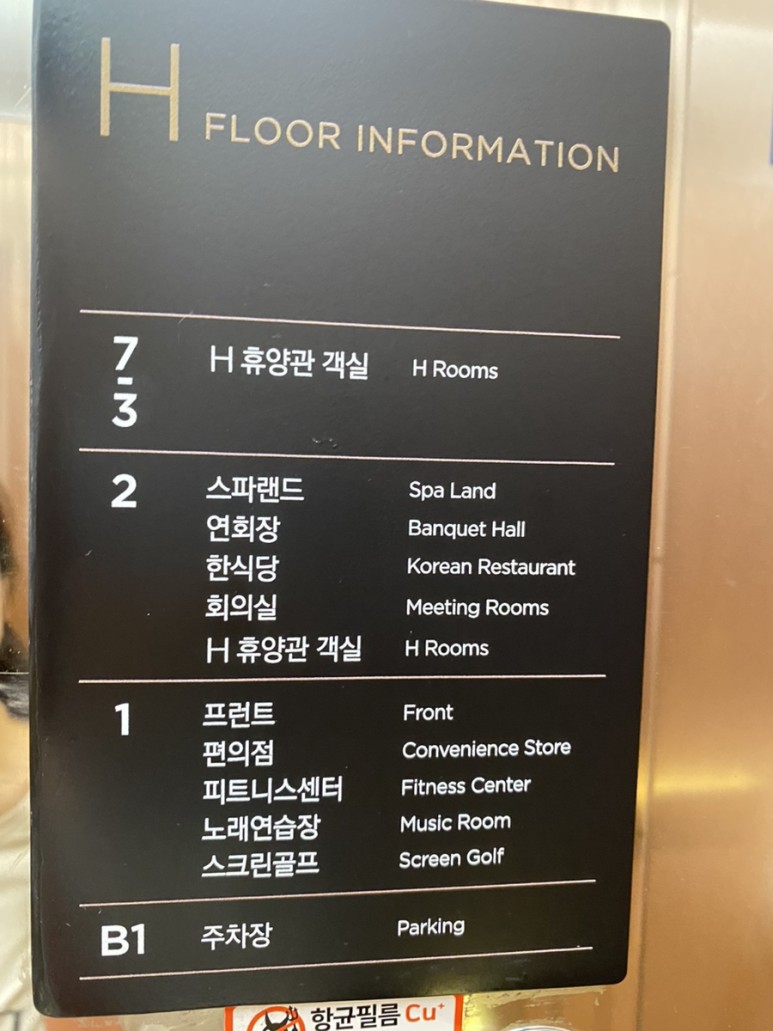 H FLOOR INFORMATION
7
-
3
H 휴양관 객실 H Rooms
2 스파랜드 Spa Land
연회장 Banquet Hall
한식당 Korean Restaurant
회의실 Meeting Rooms
H 휴양관 객실 H Rooms
1 프런트 Front
편의점 Convenience Store
피트니스센터 Fitness Center
노래연습장 Music Room
스크린골프 Screen Golf
B1 주차장 Parking
항균필름 Cu+